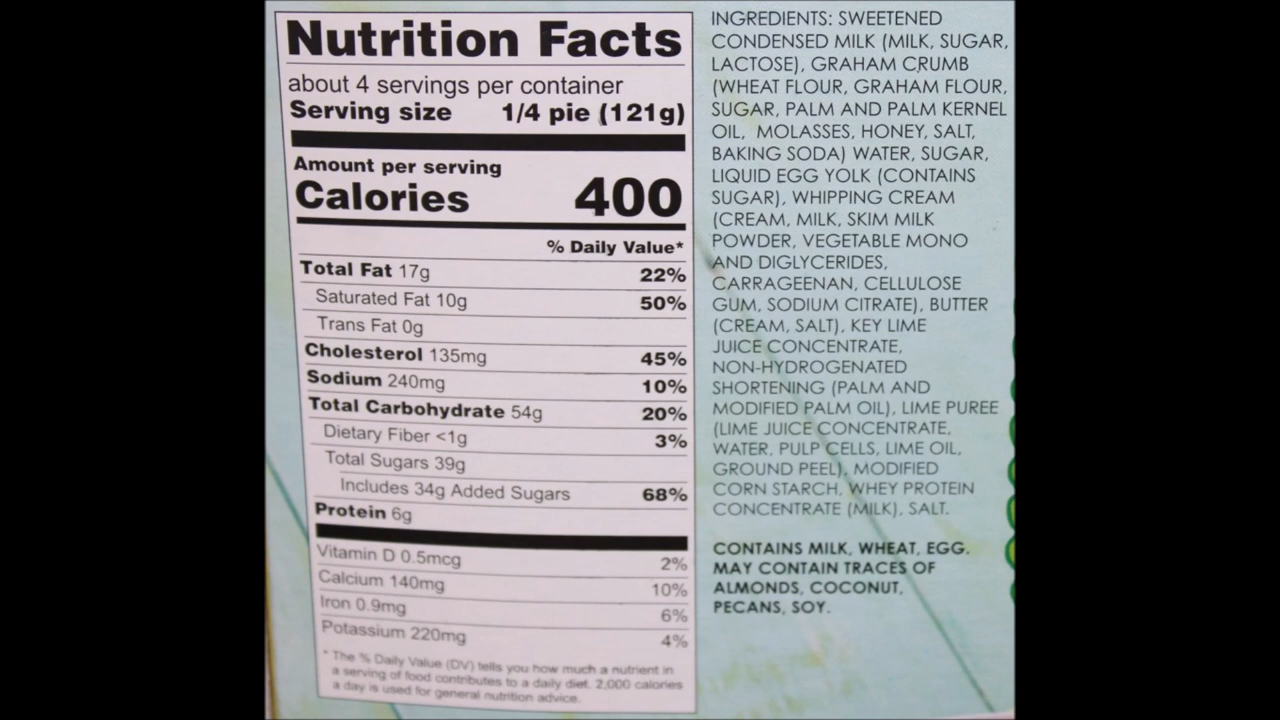 Nutrition Facts
about 4 servings per container
Serving size 1/4 pie (121g)
Amount per serving
Calories 400
% Daily Value*
Total Fat 17g 22%
Saturated Fat 10g 50%
Trans Fat 0g
Cholesterol 135mg 45%
Sodium 240mg 10%
Total Carbohydrate 54g 20%
Dietary Fiber <1g 3%
Total Sugars 39g
Includes 34g Added Sugars 68%
Protein 6g
Vitamin D 0.5mcg 2%
Calcium 140mg 10%
Iron 0.9mg 6%
Potassium 220mg 4%
* The % Daily Value (DV) tells you how much a nutrient in
a serving of food contributes to a daily diet. 2,000 calories
a day is used for general nutrition advice.
INGREDIENTS: SWEETENED
CONDENSED MILK (MILK, SUGAR,
LACTOSE), GRAHAM CRUMB
(WHEAT FLOUR, GRAHAM FLOUR,
SUGAR, PALM AND PALM KERNEL
OIL, MOLASSES, HONEY, SALT,
BAKING SODA) WATER, SUGAR,
LIQUID EGG YOLK (CONTAINS
SUGAR), WHIPPING CREAM
(CREAM, MILK, SKIM MILK
POWDER, VEGETABLE MONO
AND DIGLYCERIDES,
CARRAGEENAN, CELLULOSE
GUM, SODIUM CITRATE), BUTTER
(CREAM, SALT), KEY LIME
JUICE CONCENTRATE,
NON-HYDROGENATED
SHORTENING (PALM AND
MODIFIED PALM OIL), LIME PUREE
(LIME JUICE CONCENTRATE,
WATER, PULP CELLS, LIME OIL,
GROUND PEEL), MODIFIED
CORN STARCH, WHEY PROTEIN
CONCENTRATE (MILK), SALT.
CONTAINS MILK, WHEAT, EGG.
MAY CONTAIN TRACES OF
ALMONDS, COCONUT,
PECANS, SOY.